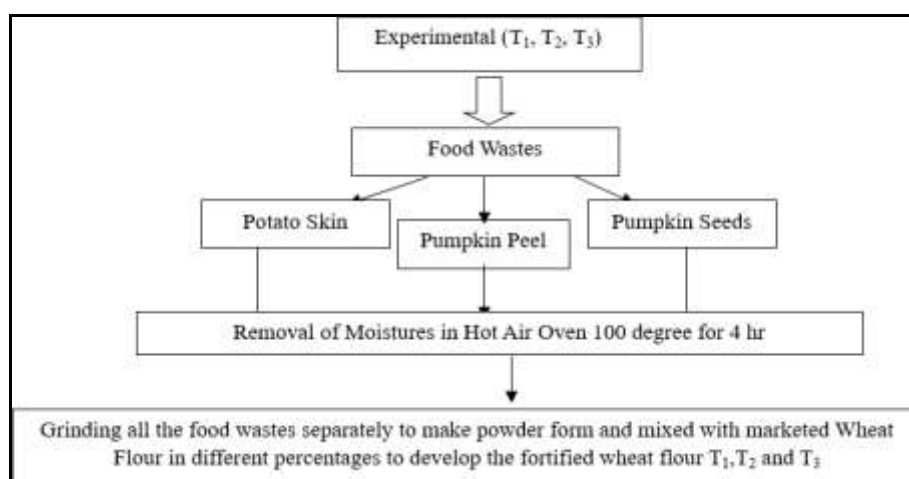 Experimental (T₁, T₂, T₃)
Food Wastes
Potato Skin
Pumpkin Peel
Pumpkin Seeds
Removal of Moistures in Hot Air Oven 100 degree for 4 hr
Grinding all the food wastes separately to make powder form and mixed with marketed Wheat
Flour in different percentages to develop the fortified wheat flour T₁,T₂ and T₃